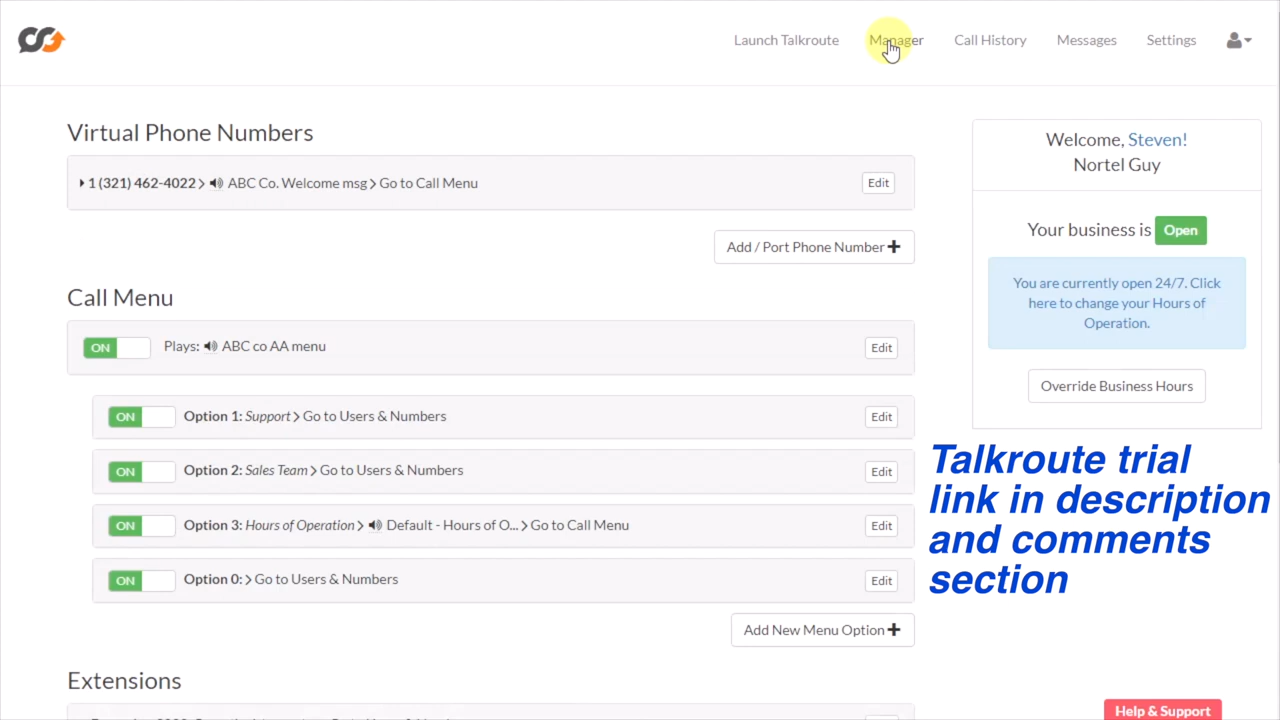 Launch Talkroute Manager Call History Messages Settings
Virtual Phone Numbers
1 (321) 462-4022 > ABC Co. Welcome msg > Go to Call Menu
Edit
Add / Port Phone Number +
Call Menu
ON Plays: ABC co AA menu Edit
ON Option 1: Support > Go to Users & Numbers Edit
ON Option 2: Sales Team > Go to Users & Numbers Edit
ON Option 3: Hours of Operation > Default - Hours of O... > Go to Call Menu Edit
ON Option 0: > Go to Users & Numbers Edit
Add New Menu Option +
Extensions
Welcome, Steven!
Nortel Guy
Your business is Open
You are currently open 24/7. Click
here to change your Hours of
Operation.
Override Business Hours
Talkroute trial
link in description
and comments
section
Help & Support